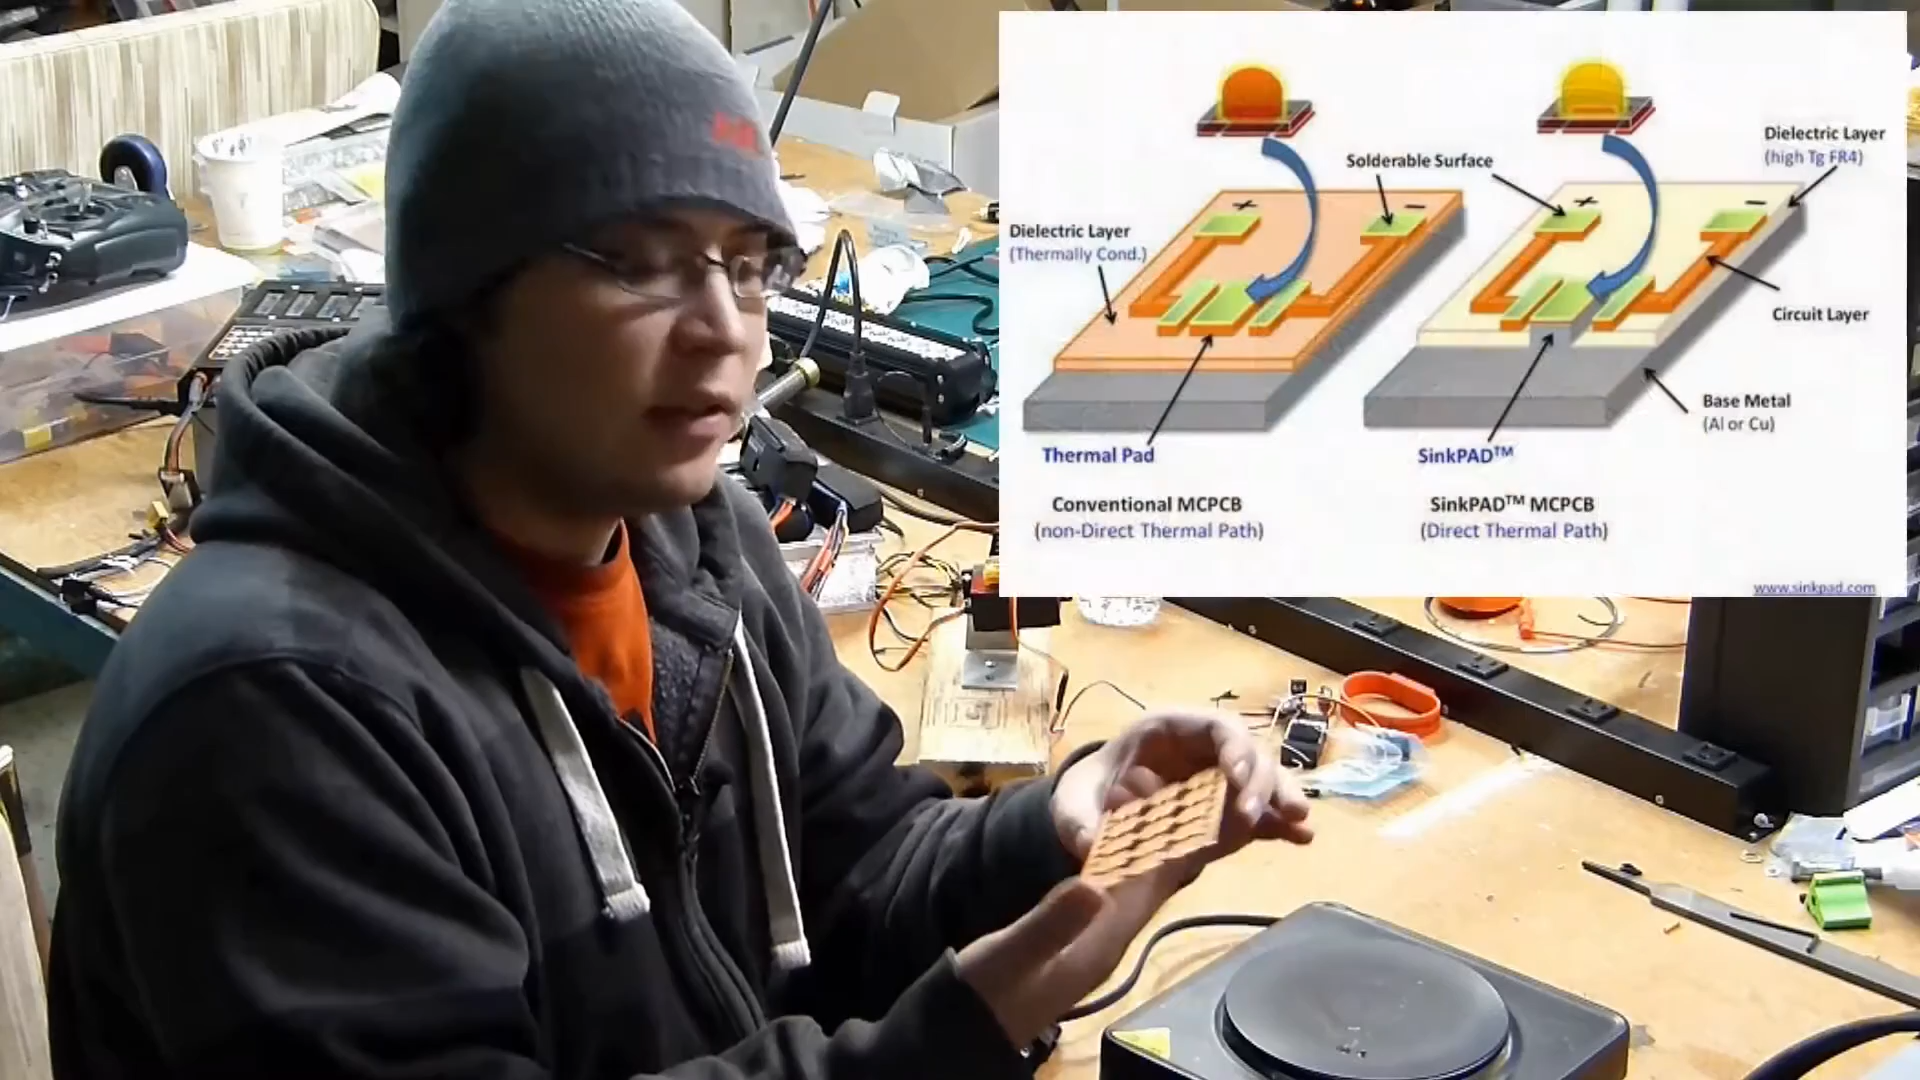 Dielectric Layer
(high Tg FR4)
Solderable Surface
+
−
+
−
Dielectric Layer
(Thermally Cond.)
Circuit Layer
Base Metal
(Al or Cu)
Thermal Pad
SinkPAD™
Conventional MCPCB
(non-Direct Thermal Path)
SinkPAD™ MCPCB
(Direct Thermal Path)
www.sinkpad.com